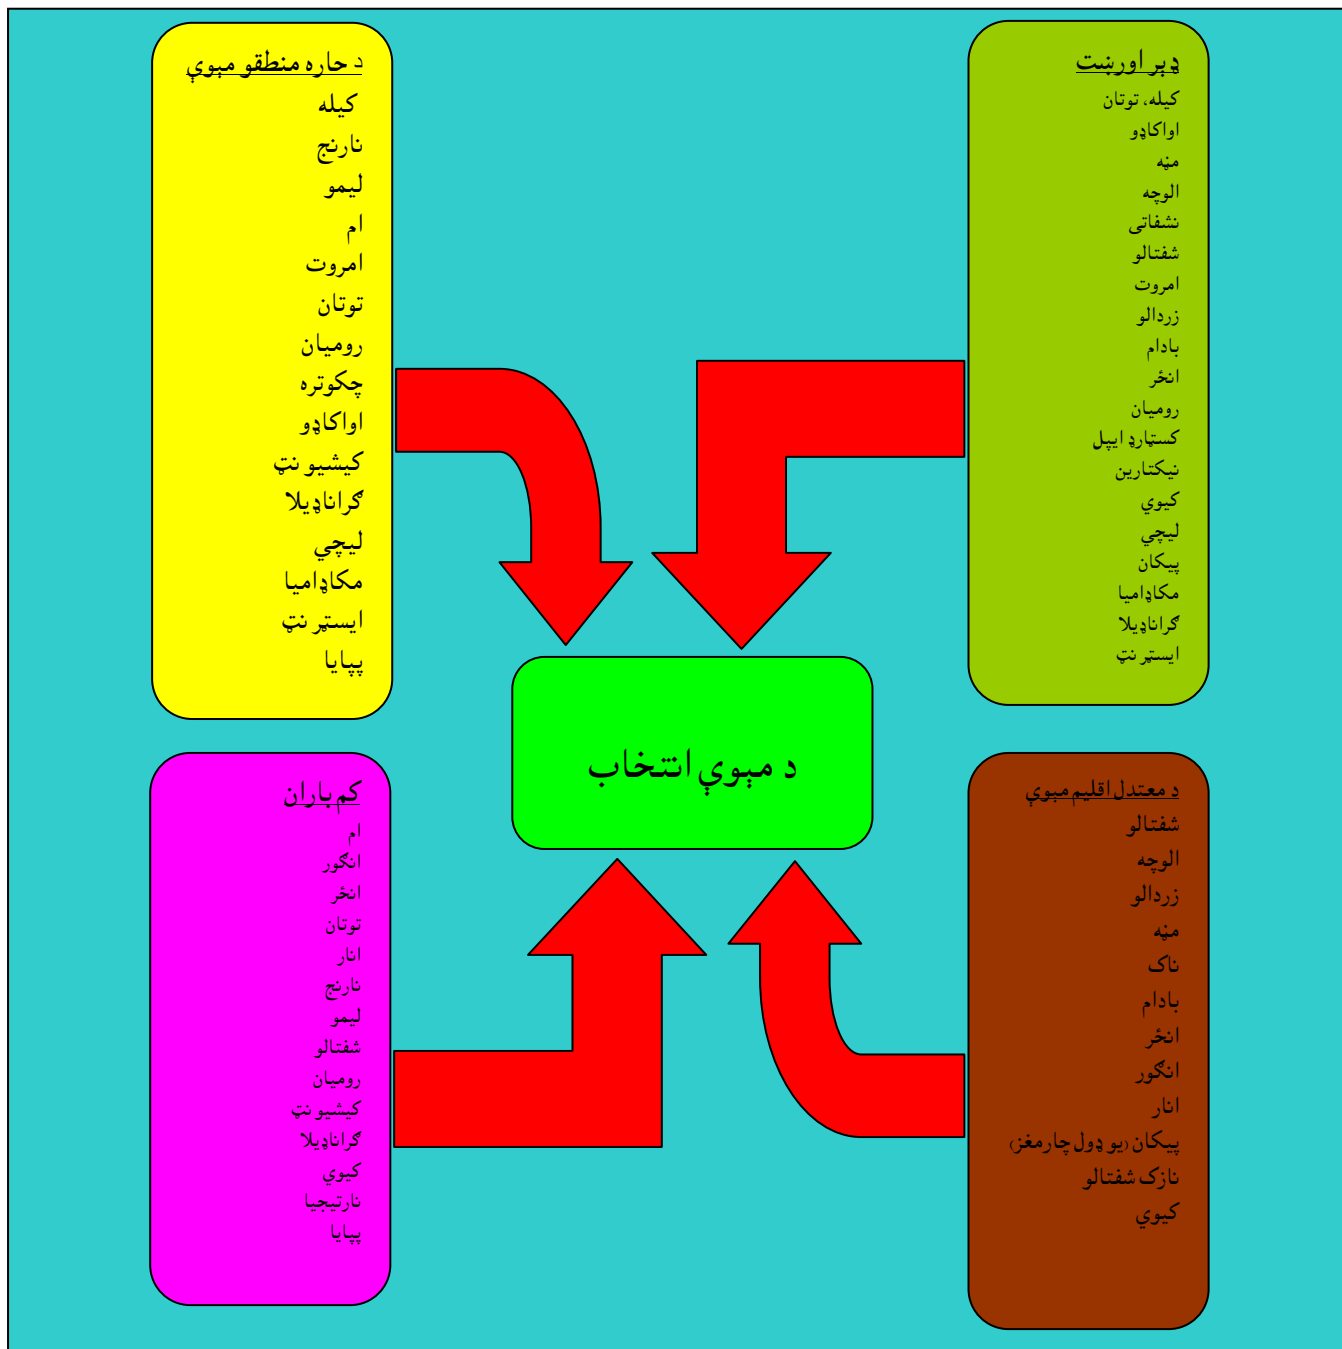 ډېر اورښت
کیله، توتان
اواکاډو
مڼه
الوچه
نشفاتی
شفتالو
امروت
زردالو
بادام
انځر
رومیان
کسټارډ ایپل
نیکتارین
کیوي
لیچي
پیکان
مکاډامیا
ګراناډیلا
ایسټر نټ
د حاره منطقو مېوې
کیله
نارنج
لیمو
ام
امروت
توتان
رومیان
چکوتره
اواکاډو
کیشیو نټ
ګراناډیلا
لیچي
مکاډامیا
ایسټر نټ
پپایا
د مېوې انتخاب
د معتدل اقلیم مېوې
شفتالو
الوچه
زردالو
مڼه
ناک
بادام
انځر
انګور
انار
پیکان (یو ډول چارمغز)
نازک شفتالو
کیوي
کم باران
ام
انګور
انځر
توتان
انار
نارنج
لیمو
شفتالو
رومیان
کیشیو نټ
ګراناډیلا
کیوي
نارتیجیا
پپایا